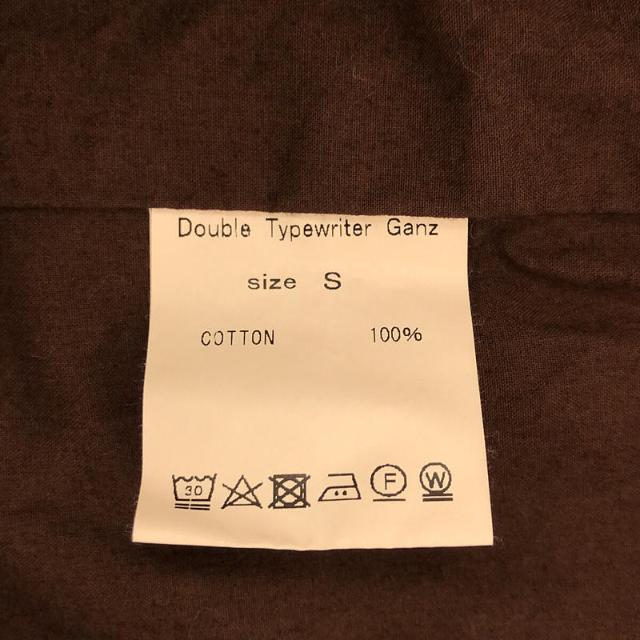 Double Typewriter Ganz
size S
COTTON 100%
30 F W